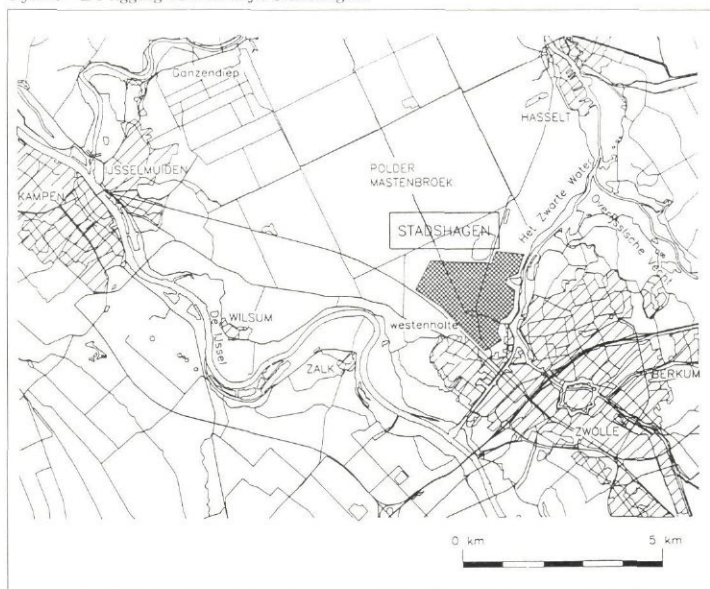 Ganzendiep
HASSELT
IJSSELMUIDEN
KAMPEN
POLDER
MASTENBROEK
STADSHAGEN
Het Zwarte Water
Overijsselsche Vecht
WILSUM
De IJssel
westenholte
ZALK
BERKUM
ZWOLLE
0 km
5 km